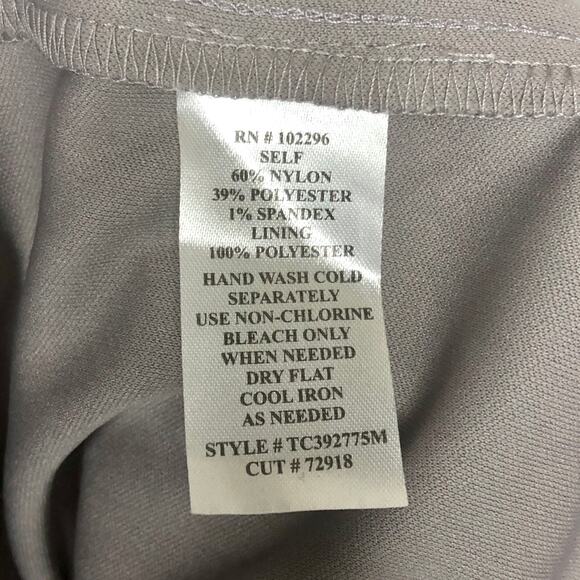 RN # 102296
SELF
60% NYLON
39% POLYESTER
1% SPANDEX
LINING
100% POLYESTER
HAND WASH COLD
SEPARATELY
USE NON-CHLORINE
BLEACH ONLY
WHEN NEEDED
DRY FLAT
COOL IRON
AS NEEDED
STYLE # TC392775M
CUT # 72918